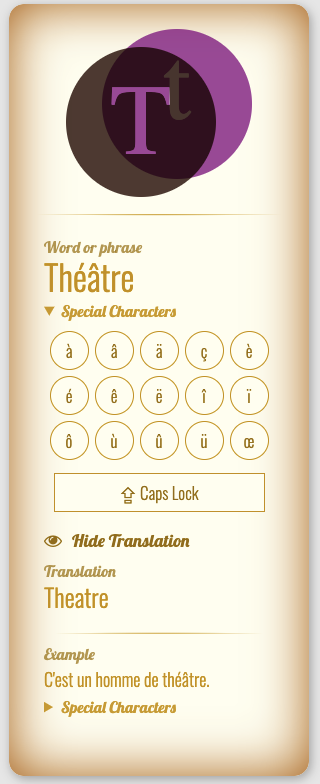 Tt
Word or phrase
Théâtre
Special Characters
à â ä ç è
é ê ë î ï
ô ù û ü œ
Caps Lock
Hide Translation
Translation
Theatre
Example
C'est un homme de théâtre.
Special Characters